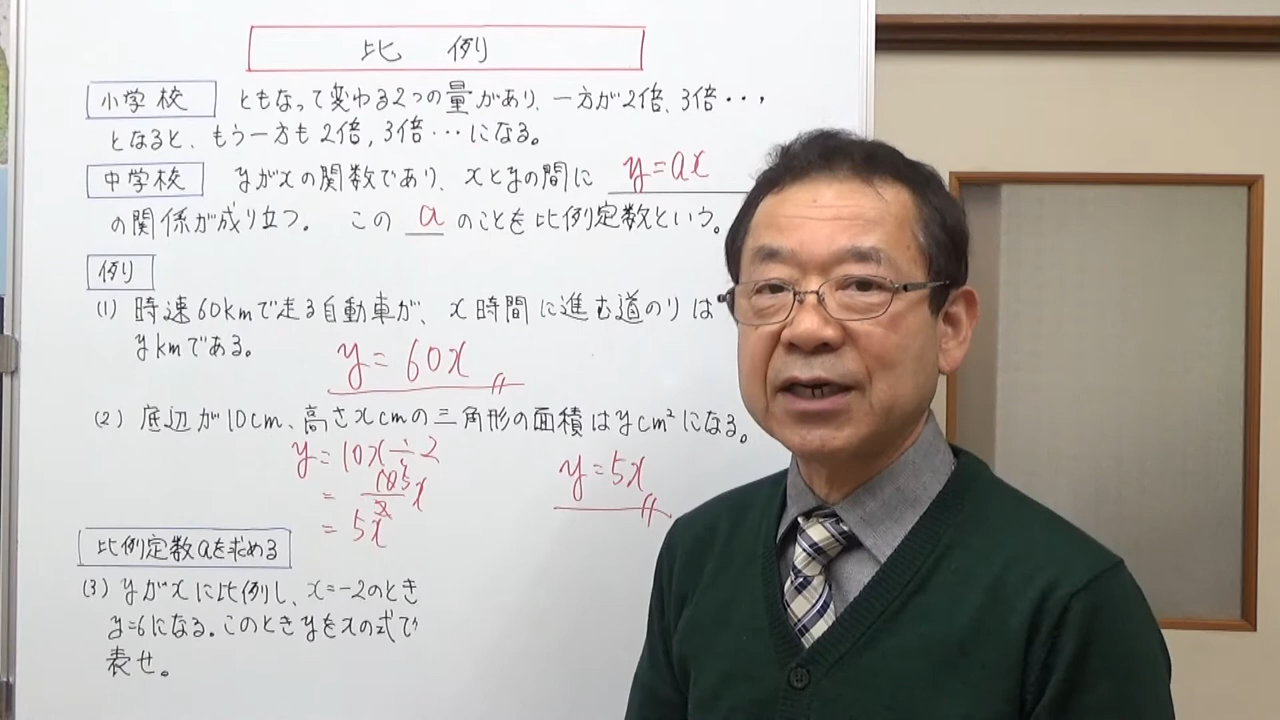 比 例
小学校 ともなって変わる2つの量があり、一方が2倍、3倍・・・,
となると、もう一方も2倍,3倍・・・になる。
中学校 yがxの関数であり、xとyの間に y=ax
の関係が成り立つ。 この a のことを比例定数という。
例
(1) 時速60kmで走る自動車が、x時間に進む道のりは
ykmである。 y=60x
(2) 底辺が10cm、高さxcmの三角形の面積はycm²になる。
y=10x÷2
= 10/2 x 5
= 5x
y=5x
比例定数aを求める
(3) yがxに比例し、x=-2のとき
y=6になる。このときyをxの式で
表せ。